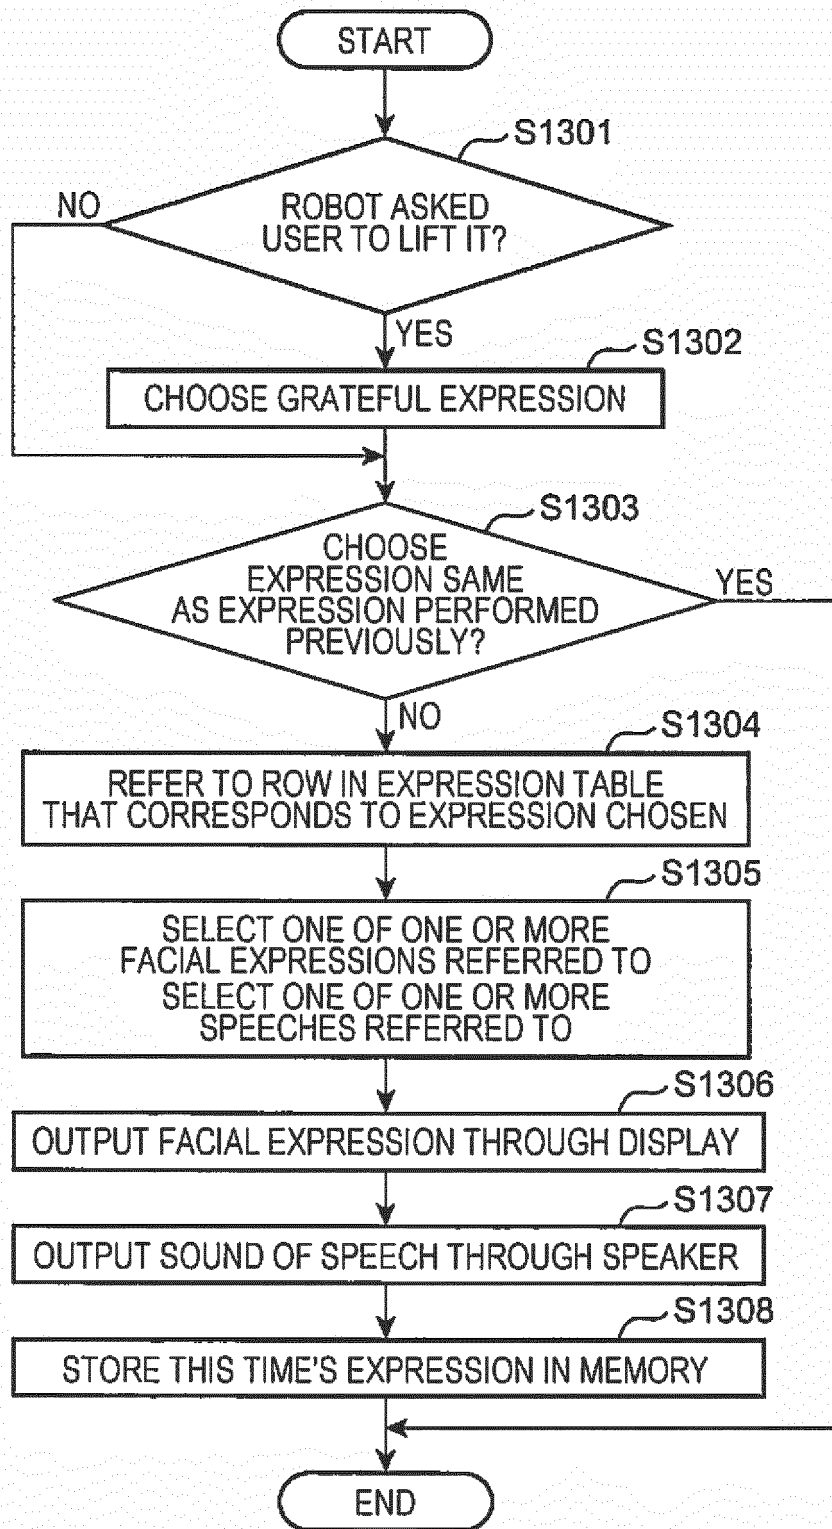 START
S1301
NO
ROBOT ASKED
USER TO LIFT IT?
YES
S1302
CHOOSE GRATEFUL EXPRESSION
S1303
CHOOSE
EXPRESSION SAME
AS EXPRESSION PERFORMED
PREVIOUSLY?
YES
NO
S1304
REFER TO ROW IN EXPRESSION TABLE
THAT CORRESPONDS TO EXPRESSION CHOSEN
S1305
SELECT ONE OF ONE OR MORE
FACIAL EXPRESSIONS REFERRED TO
SELECT ONE OF ONE OR MORE
SPEECHES REFERRED TO
S1306
OUTPUT FACIAL EXPRESSION THROUGH DISPLAY
S1307
OUTPUT SOUND OF SPEECH THROUGH SPEAKER
S1308
STORE THIS TIME'S EXPRESSION IN MEMORY
END